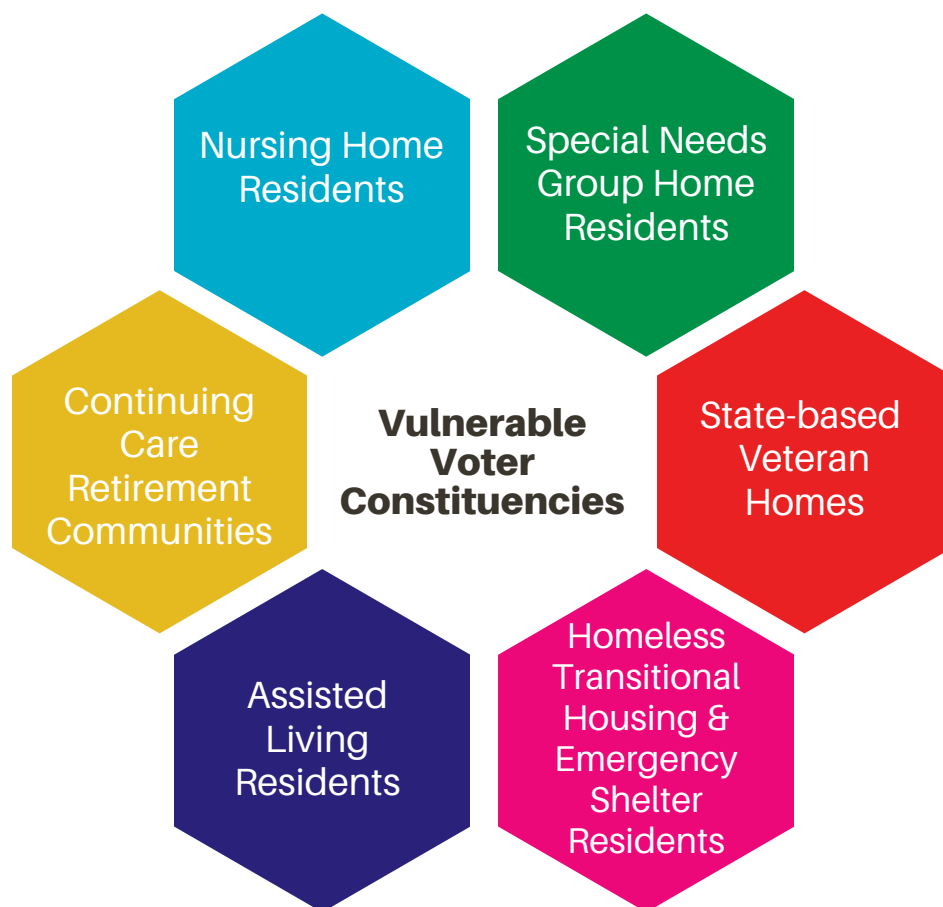 Nursing Home
Residents
Special Needs
Group Home
Residents
Continuing
Care
Retirement
Communities
Vulnerable
Voter
Constituencies
State-based
Veteran
Homes
Assisted
Living
Residents
Homeless
Transitional
Housing &
Emergency
Shelter
Residents